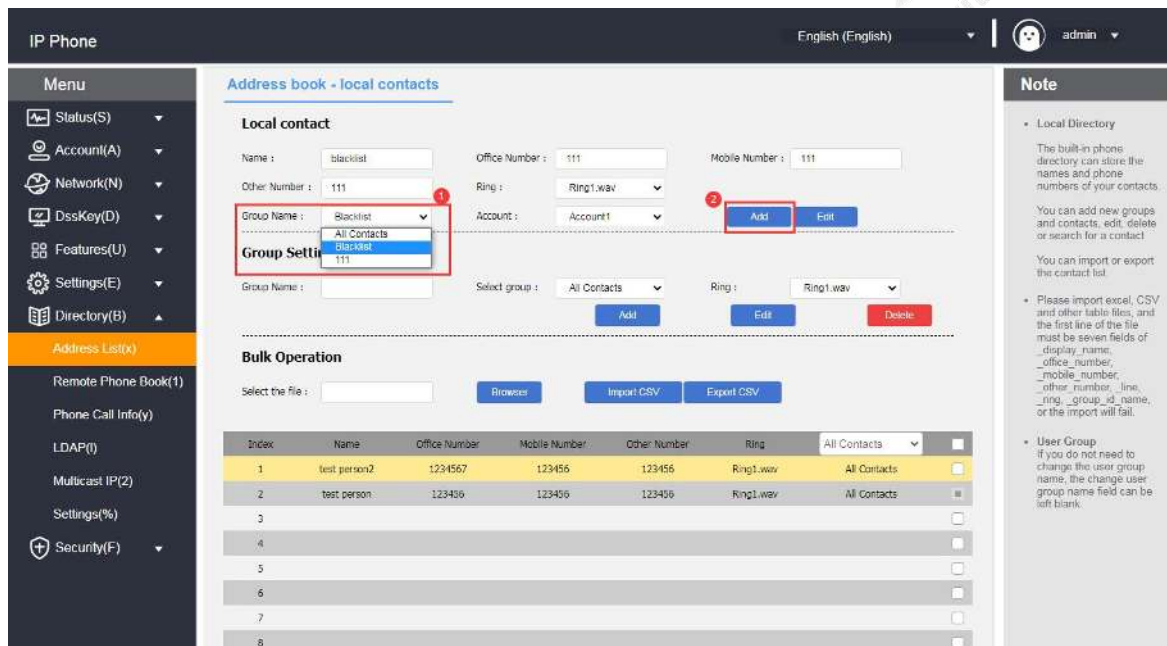 IP Phone
English (English)
admin
Menu
Status(S)
Account(A)
Network(N)
DssKey(D)
Features(U)
Settings(E)
Directory(B)
Address List(x)
Remote Phone Book(1)
Phone Call Info(y)
LDAP(l)
Multicast IP(2)
Settings(%)
Security(F)
Address book - local contacts
Local contact
Name : blacklist Office Number : 111 Mobile Number : 111
Other Number : 111 Ring : Ring1.wav
1
2
Group Name : Blacklist Account : Account1 Add Edit
All Contacts
Blacklist
111
Group Setti
Group Name : Select group : All Contacts Ring : Ring1.wav
Add Edit Delete
Bulk Operation
Select the file : Browser Import CSV Export CSV
Index Name Office Number Mobile Number Other Number Ring All Contacts
1 test person2 1234567 123456 123456 Ring1.wav All Contacts
2 test person 123456 123456 123456 Ring1.wav All Contacts
3
4
5
6
7
8
Note
Local Directory
The built-in phone
directory can store the
names and phone
numbers of your contacts.
You can add new groups
and contacts, edit, delete
or search for a contact
You can import or export
the contact list.
Please import excel, CSV
and other table files, and
the first line of the file
must be seven fields of
_display_name,
_office_number,
_mobile_number,
_other_number, _line,
_ring, _group_id_name,
or the import will fail.
User Group
If you do not need to
change the user group
name, the change user
group name field can be
left blank.